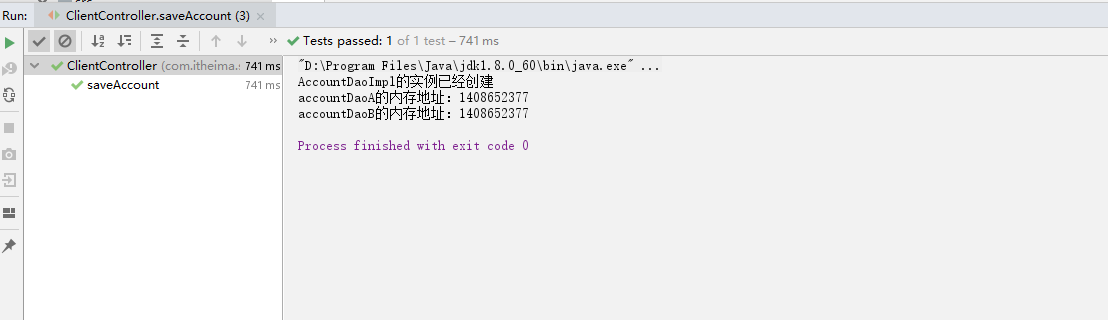 Run:
ClientController.saveAccount (3)
Tests passed: 1 of 1 test – 741 ms
ClientController (com.itheima.s 741 ms
saveAccount 741 ms
"D:\Program Files\Java\jdk1.8.0_60\bin\java.exe" ...
AccountDaoImpl的实例已经创建
accountDaoA的内存地址：1408652377
accountDaoB的内存地址：1408652377
Process finished with exit code 0